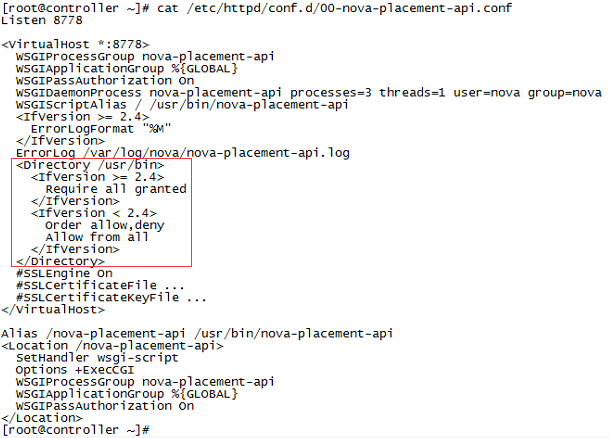 [root@controller ~]# cat /etc/httpd/conf.d/00-nova-placement-api.conf
Listen 8778

<VirtualHost *:8778>
  WSGIProcessGroup nova-placement-api
  WSGIApplicationGroup %{GLOBAL}
  WSGIPassAuthorization On
  WSGIDaemonProcess nova-placement-api processes=3 threads=1 user=nova group=nova
  WSGIScriptAlias / /usr/bin/nova-placement-api
  <IfVersion >= 2.4>
    ErrorLogFormat "%M"
  </IfVersion>
  ErrorLog /var/log/nova/nova-placement-api.log
  <Directory /usr/bin>
    <IfVersion >= 2.4>
      Require all granted
    </IfVersion>
    <IfVersion < 2.4>
      Order allow,deny
      Allow from all
    </IfVersion>
  </Directory>
  #SSLEngine On
  #SSLCertificateFile ...
  #SSLCertificateKeyFile ...
</VirtualHost>

Alias /nova-placement-api /usr/bin/nova-placement-api
<Location /nova-placement-api>
  SetHandler wsgi-script
  Options +ExecCGI
  WSGIProcessGroup nova-placement-api
  WSGIApplicationGroup %{GLOBAL}
  WSGIPassAuthorization On
</Location>
[root@controller ~]#